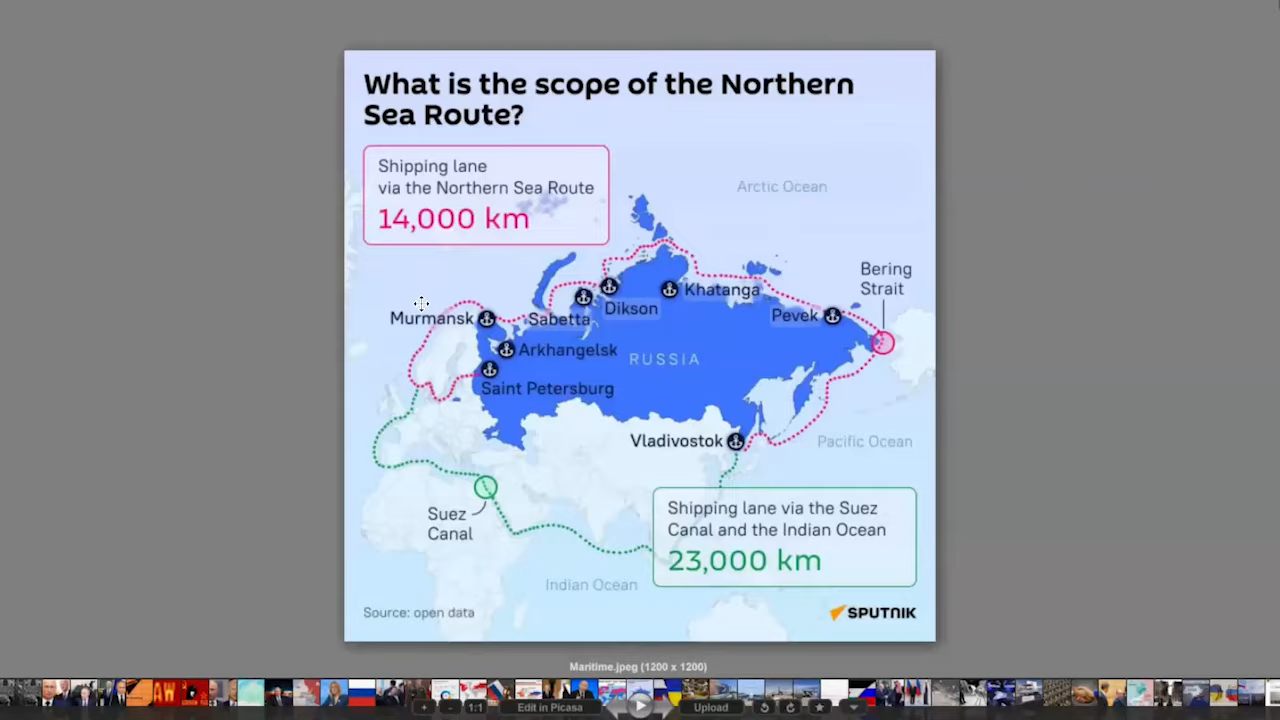 What is the scope of the Northern
Sea Route?
Shipping lane
via the Northern Sea Route
14,000 km
Arctic Ocean
Bering
Strait
Khatanga
Dikson
Sabetta
Pevek
Murmansk
Arkhangelsk
RUSSIA
Saint Petersburg
Vladivostok
Pacific Ocean
Suez
Canal
Shipping lane via the Suez
Canal and the Indian Ocean
23,000 km
Indian Ocean
Source: open data
SPUTNIK
Maritime.jpeg (1200 x 1200)
+ - 1:1 Edit in Picasa Upload